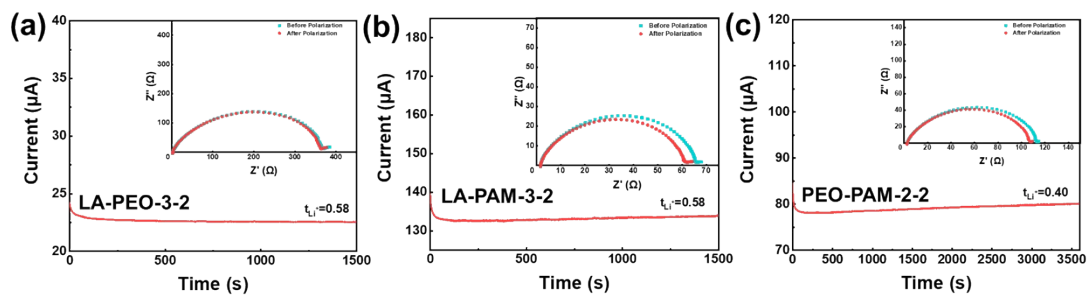 (a)
Current (μA)
40
35
30
25
20
0
500
1000
1500
Time (s)
LA-PEO-3-2
tLi+=0.58
Before Polarization
After Polarization
Z'' (Ω)
400
300
200
100
0
100
200
300
400
Z' (Ω)
(b)
Current (μA)
185
180
170
160
150
140
130
125
0
500
1000
1500
Time (s)
LA-PAM-3-2
tLi+=0.58
Before Polarization
After Polarization
Z'' (Ω)
70
60
50
40
30
20
10
0
0
10
20
30
40
50
60
70
Z' (Ω)
(c)
Current (μA)
120
110
100
90
80
70
0
500
1000
1500
2000
2500
3000
3500
Time (s)
PEO-PAM-2-2
tLi+=0.40
Before Polarization
After Polarization
Z'' (Ω)
140
120
100
80
60
40
20
0
0
20
40
60
80
100
120
140
Z' (Ω)